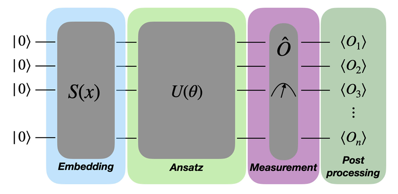 |0⟩ Ô ⟨O₁⟩
|0⟩ ⟨O₂⟩
|0⟩ S(x) U(θ) ⟨O₃⟩
⋮
|0⟩ ⟨Oₙ⟩
Embedding Ansatz Measurement Post
processing